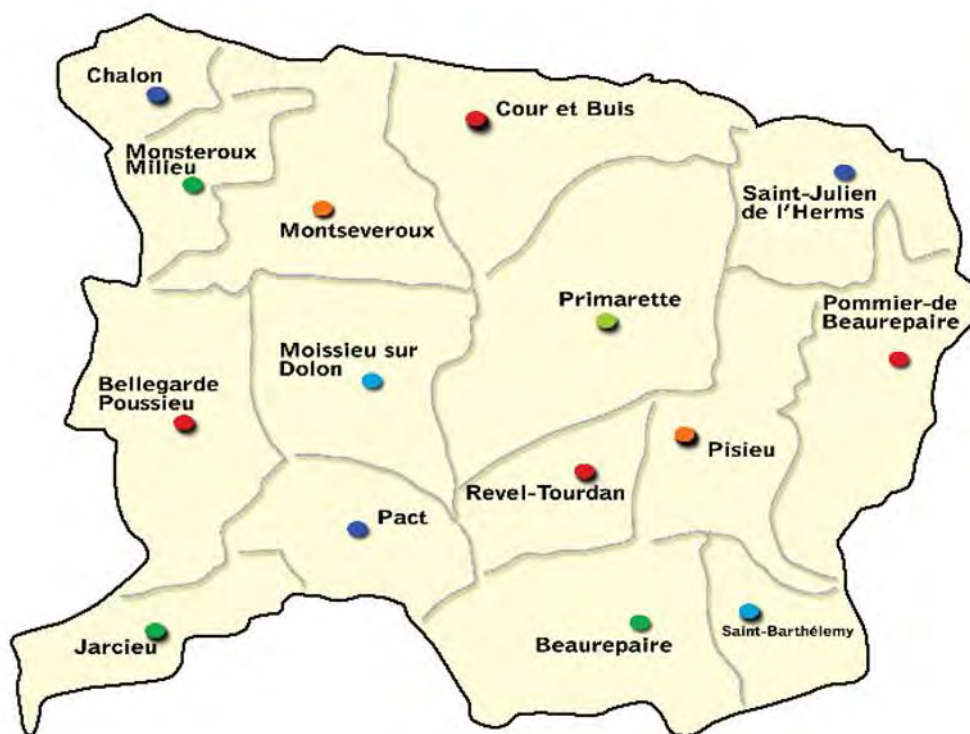 Chalon
Cour et Buis
Monsteroux
Milieu
Saint-Julien
de l'Herms
Montseveroux
Primarette
Pommier-de
Beaurepaire
Moissieu sur
Dolon
Bellegarde
Poussieu
Pisieu
Revel-Tourdan
Pact
Jarcieu
Beaurepaire
Saint-Barthélemy